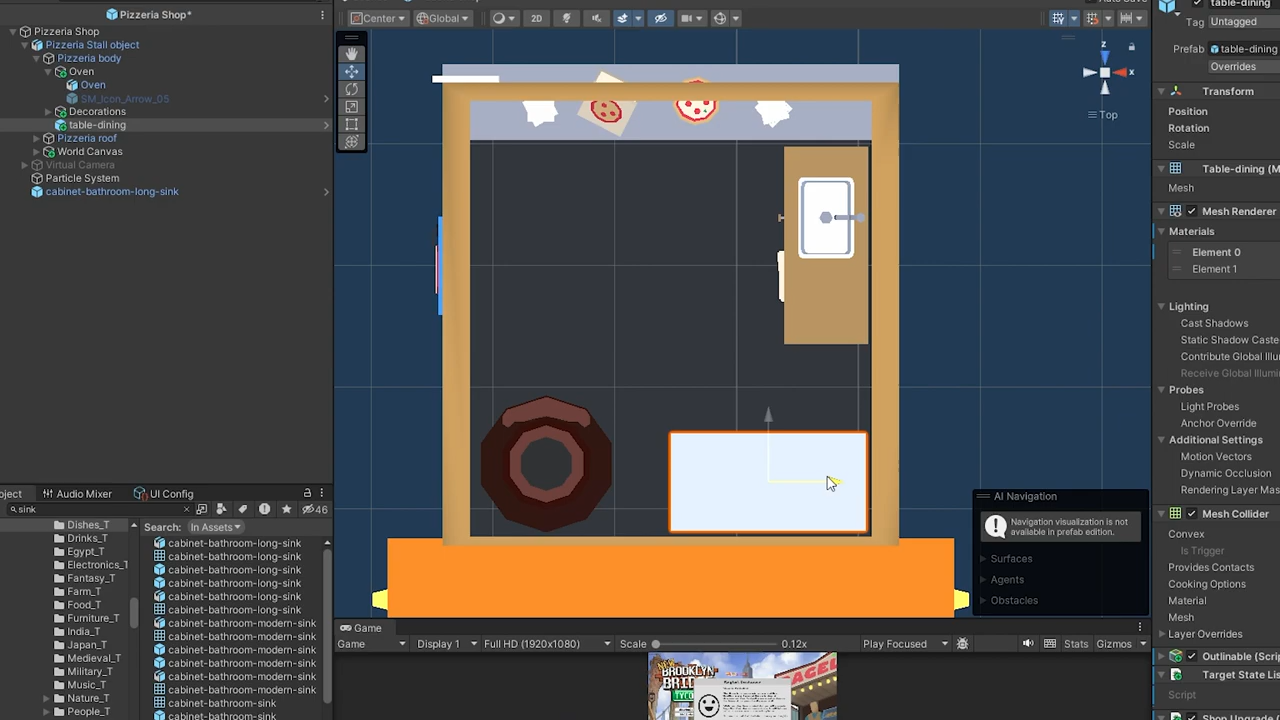 Pizzeria Shop*
Pizzeria Shop
Pizzeria Stall object
Pizzeria body
Oven
Oven
SM_Icon_Arrow_05
Decorations
table-dining
Pizzeria roof
World Canvas
Virtual Camera
Particle System
cabinet-bathroom-long-sink
Center
Global
2D
z
x
Top
AI Navigation
Navigation visualization is not
available in prefab edition.
Surfaces
Agents
Obstacles
Game
Game
Display 1
Full HD (1920x1080)
Scale
0.12x
Play Focused
Stats
Gizmos
BROOKLYN
BAGEL
oject
Audio Mixer
UI Config
sink
46
Search:
In Assets
Dishes_T
Drinks_T
Egypt_T
Electronics_T
Fantasy_T
Farm_T
Food_T
Furniture_T
India_T
Japan_T
Medieval_T
Military_T
Music_T
Nature_T
People_T
cabinet-bathroom-long-sink
cabinet-bathroom-long-sink
cabinet-bathroom-long-sink
cabinet-bathroom-long-sink
cabinet-bathroom-long-sink
cabinet-bathroom-long-sink
cabinet-bathroom-modern-sink
cabinet-bathroom-modern-sink
cabinet-bathroom-modern-sink
cabinet-bathroom-modern-sink
cabinet-bathroom-modern-sink
cabinet-bathroom-modern-sink
cabinet-bathroom-sink
cabinet-bathroom-sink
table-dining
Tag
Untagged
Prefab
table-dining
Overrides
Transform
Position
Rotation
Scale
Table-dining (M
Mesh
Mesh Renderer
Materials
Element 0
Element 1
Lighting
Cast Shadows
Static Shadow Caste
Contribute Global Illu
Receive Global Illumi
Probes
Light Probes
Anchor Override
Additional Settings
Motion Vectors
Dynamic Occlusion
Rendering Layer Mas
Mesh Collider
Convex
Is Trigger
Provides Contacts
Cooking Options
Material
Mesh
Layer Overrides
Outlinable (Scrip
Target State Lis
Script